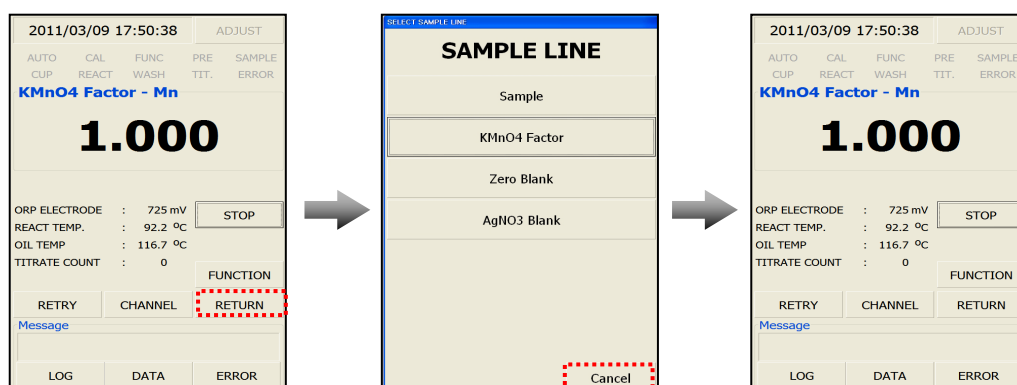 2011/03/09 17:50:38 ADJUST
AUTO CAL FUNC PRE SAMPLE
CUP REACT WASH TIT. ERROR
KMnO4 Factor - Mn
1.000
ORP ELECTRODE : 725 mV
STOP
REACT TEMP. : 92.2 ºC
OIL TEMP : 116.7 ºC
TITRATE COUNT : 0
FUNCTION
RETRY CHANNEL RETURN
Message
LOG DATA ERROR
SELECT SAMPLE LINE
SAMPLE LINE
Sample
KMnO4 Factor
Zero Blank
AgNO3 Blank
Cancel
2011/03/09 17:50:38 ADJUST
AUTO CAL FUNC PRE SAMPLE
CUP REACT WASH TIT. ERROR
KMnO4 Factor - Mn
1.000
ORP ELECTRODE : 725 mV
STOP
REACT TEMP. : 92.2 ºC
OIL TEMP : 116.7 ºC
TITRATE COUNT : 0
FUNCTION
RETRY CHANNEL RETURN
Message
LOG DATA ERROR